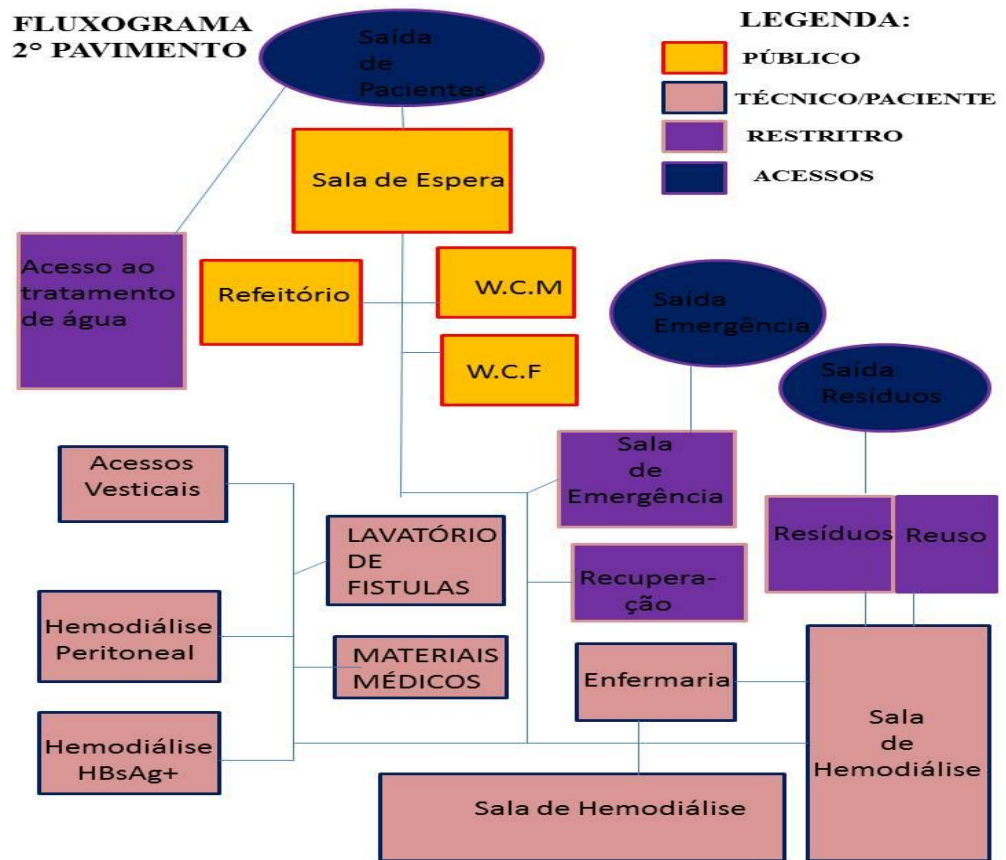 FLUXOGRAMA
2° PAVIMENTO
LEGENDA:
PÚBLICO
TÉCNICO/PACIENTE
RESTRITRO
ACESSOS
Saída
de
Pacientes
Sala de Espera
Acesso ao
tratamento
de água
Refeitório
W.C.M
W.C.F
Saída
Emergência
Saída
Resíduos
Sala
de
Emergência
Acessos
Vesticais
LAVATÓRIO
DE
FISTULAS
Resíduos
Reuso
Recupera-
ção
Hemodiálise
Peritoneal
MATERIAIS
MÉDICOS
Enfermaria
Sala
de
Hemodiálise
Hemodiálise
HBsAg+
Sala de Hemodiálise